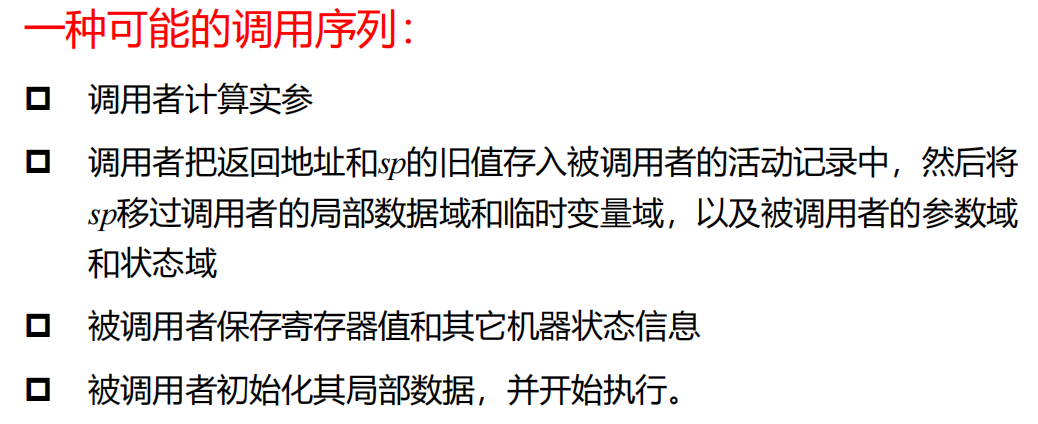 一种可能的调用序列：
调用者计算实参
调用者把返回地址和sp的旧值存入被调用者的活动记录中，然后将
sp移过调用者的局部数据域和临时变量域，以及被调用者的参数域
和状态域
被调用者保存寄存器值和其它机器状态信息
被调用者初始化其局部数据，并开始执行。